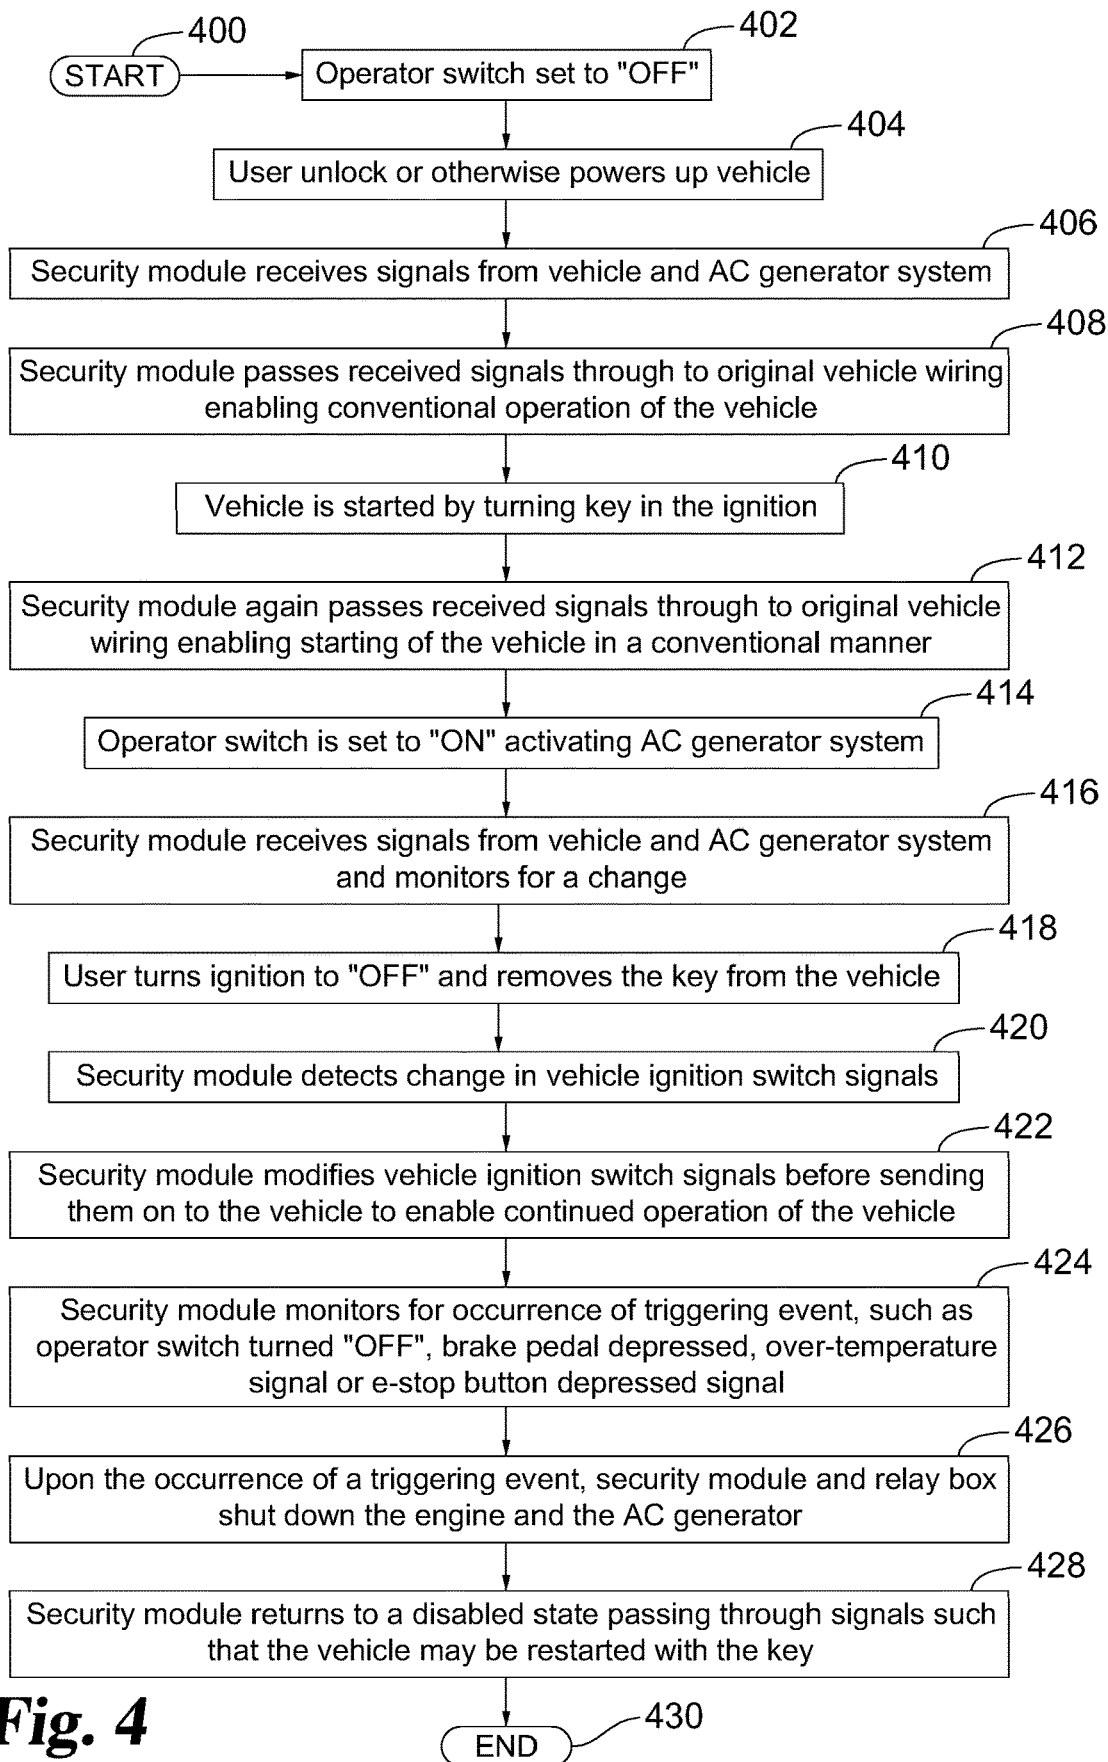 400
START
402
Operator switch set to "OFF"
404
User unlock or otherwise powers up vehicle
406
Security module receives signals from vehicle and AC generator system
408
Security module passes received signals through to original vehicle wiring
enabling conventional operation of the vehicle
410
Vehicle is started by turning key in the ignition
412
Security module again passes received signals through to original vehicle
wiring enabling starting of the vehicle in a conventional manner
414
Operator switch is set to "ON" activating AC generator system
416
Security module receives signals from vehicle and AC generator system
and monitors for a change
418
User turns ignition to "OFF" and removes the key from the vehicle
420
Security module detects change in vehicle ignition switch signals
422
Security module modifies vehicle ignition switch signals before sending
them on to the vehicle to enable continued operation of the vehicle
424
Security module monitors for occurrence of triggering event, such as
operator switch turned "OFF", brake pedal depressed, over-temperature
signal or e-stop button depressed signal
426
Upon the occurrence of a triggering event, security module and relay box
shut down the engine and the AC generator
428
Security module returns to a disabled state passing through signals such
that the vehicle may be restarted with the key
Fig. 4
430
END